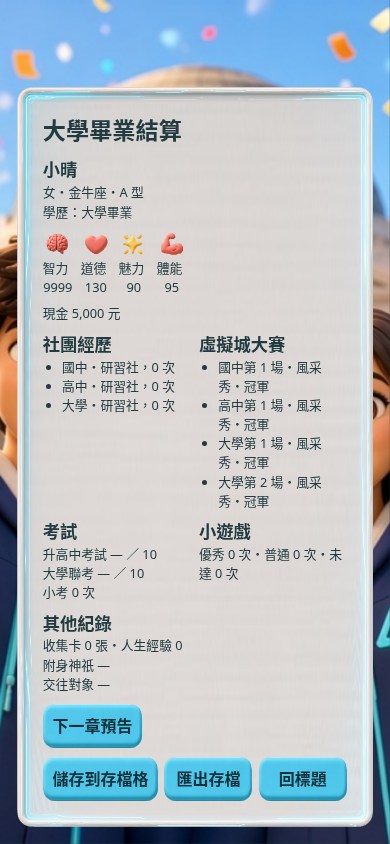 大學畢業結算
小晴
女・金牛座・A 型
學歷：大學畢業
智力 道德 魅力 體能
9999 130 90 95
現金 5,000 元
社團經歷
• 國中・研習社，0 次
• 高中・研習社，0 次
• 大學・研習社，0 次
虛擬城大賽
• 國中第 1 場・風采
秀・冠軍
• 高中第 1 場・風采
秀・冠軍
• 大學第 1 場・風采
秀・冠軍
• 大學第 2 場・風采
秀・冠軍
考試
升高中考試 — ／ 10
大學聯考 — ／ 10
小考 0 次
小遊戲
優秀 0 次・普通 0 次・未
達 0 次
其他紀錄
收集卡 0 張・人生經驗 0
附身神祇 —
交往對象 —
下一章預告
儲存到存檔格
匯出存檔
回標題